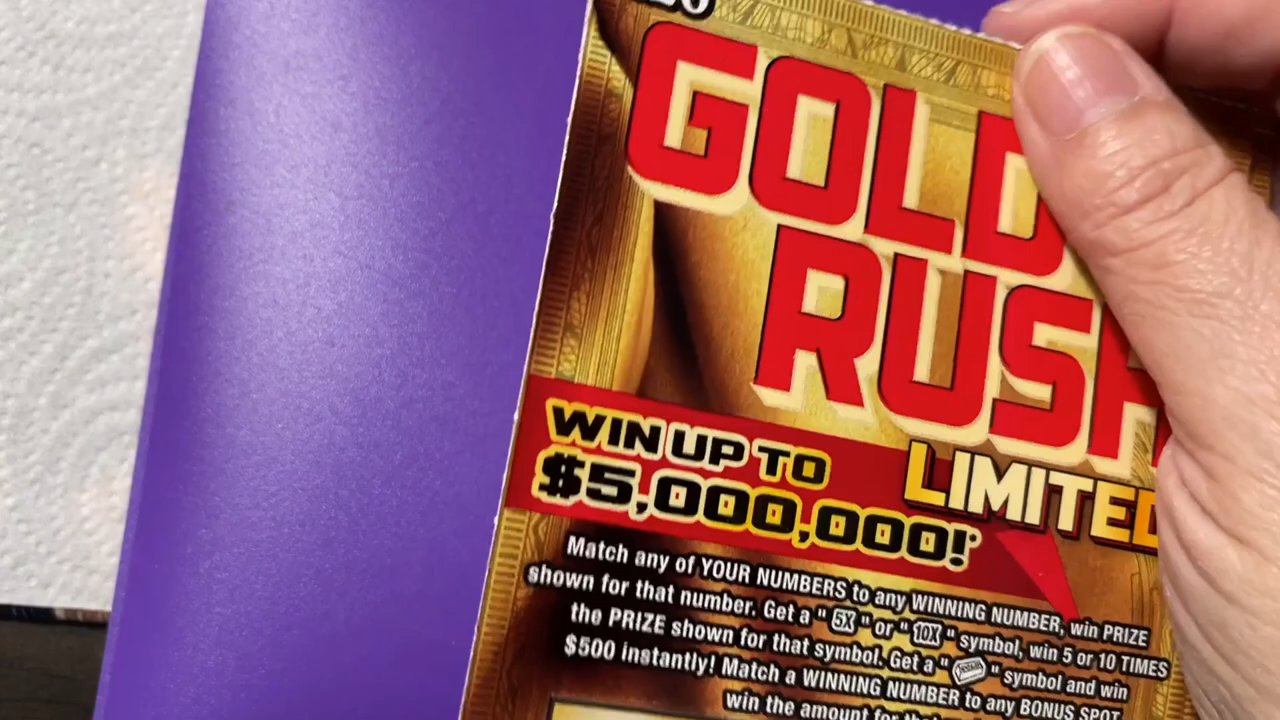 GOLD
RUSH
LIMITED
WIN UP TO
$5,000,000!*
Match any of YOUR NUMBERS to any WINNING NUMBER, win PRIZE
shown for that number. Get a "5X" or "10X" symbol, win 5 or 10 TIMES
the PRIZE shown for that symbol. Get a " " symbol and win
$500 instantly! Match a WINNING NUMBER to any BONUS SPOT
win the amount for